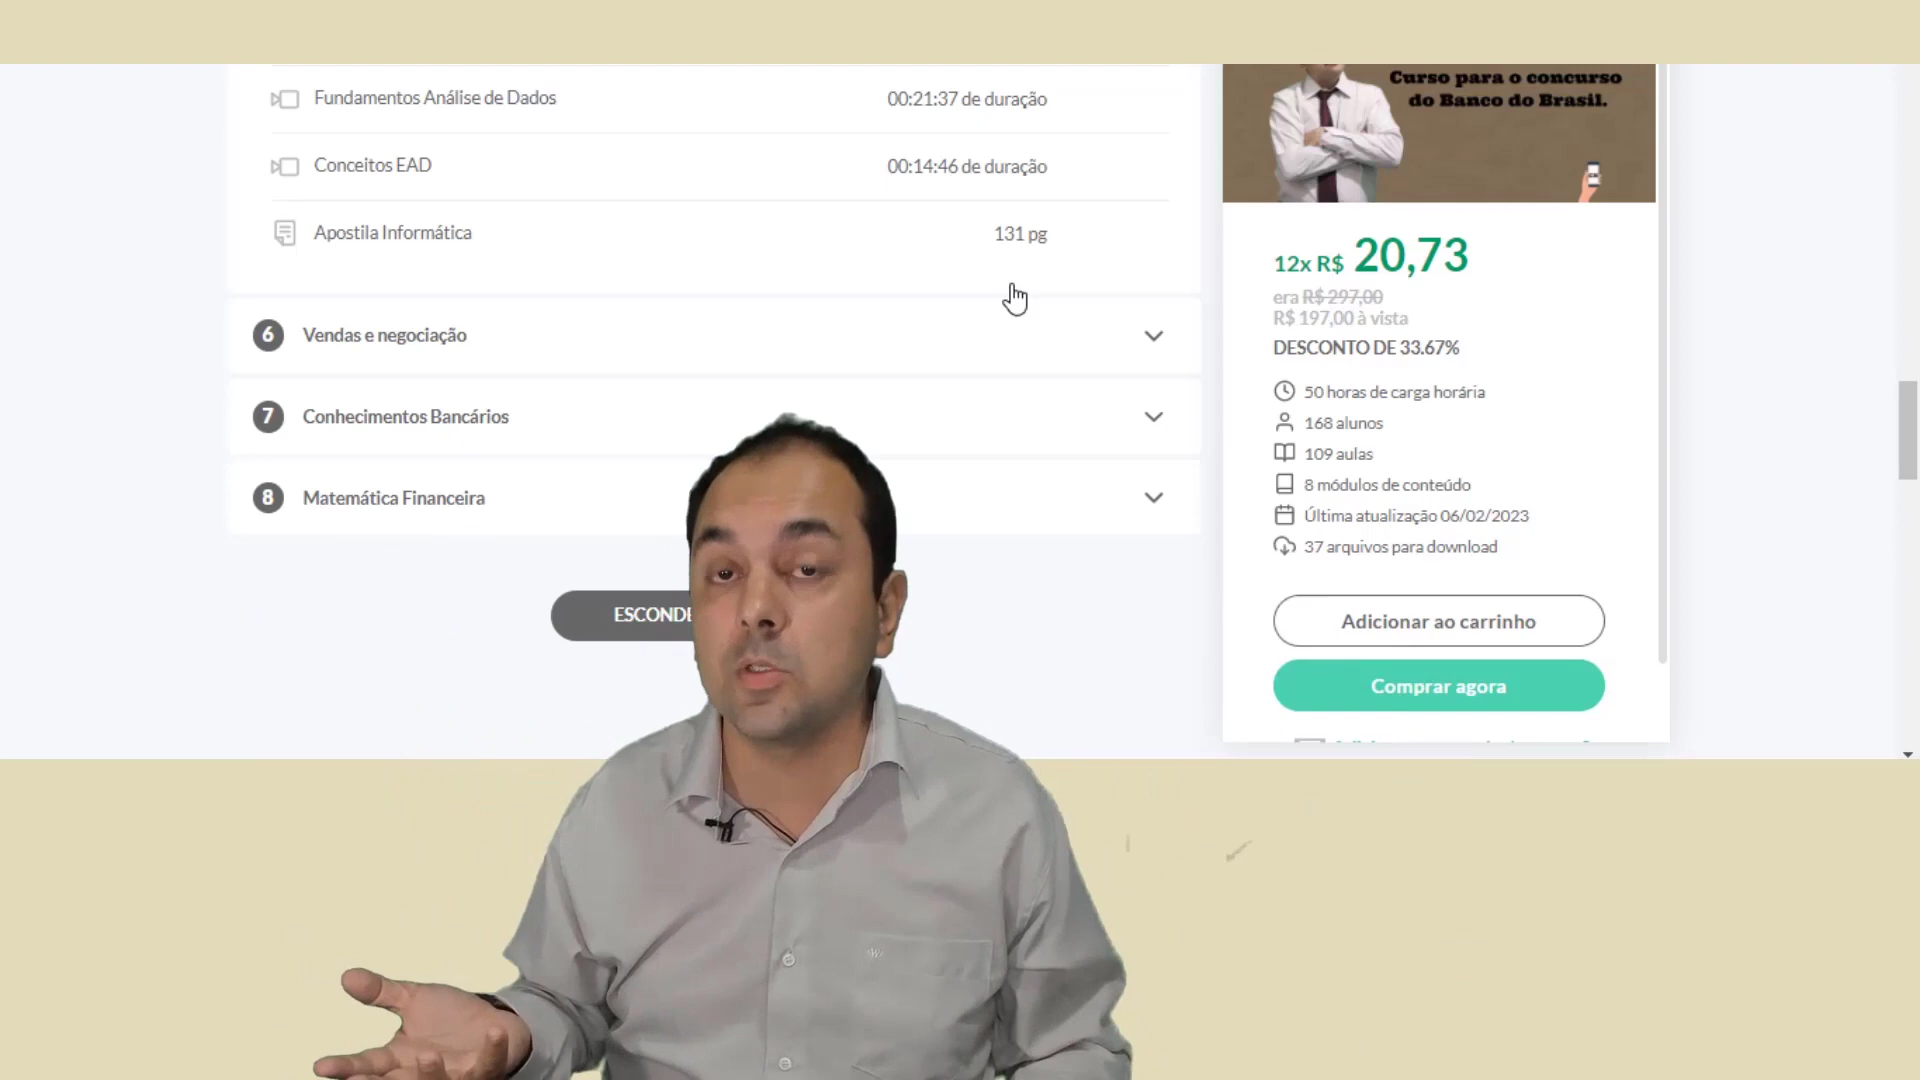 Fundamentos Análise de Dados
00:21:37 de duração
Conceitos EAD
00:14:46 de duração
Apostila Informática
131 pg
6 Vendas e negociação
7 Conhecimentos Bancários
8 Matemática Financeira
ESCONDE
Curso para o concurso
do Banco do Brasil.
12x R$ 20,73
era R$ 297,00
R$ 197,00 à vista
DESCONTO DE 33.67%
50 horas de carga horária
168 alunos
109 aulas
8 módulos de conteúdo
Última atualização 06/02/2023
37 arquivos para download
Adicionar ao carrinho
Comprar agora